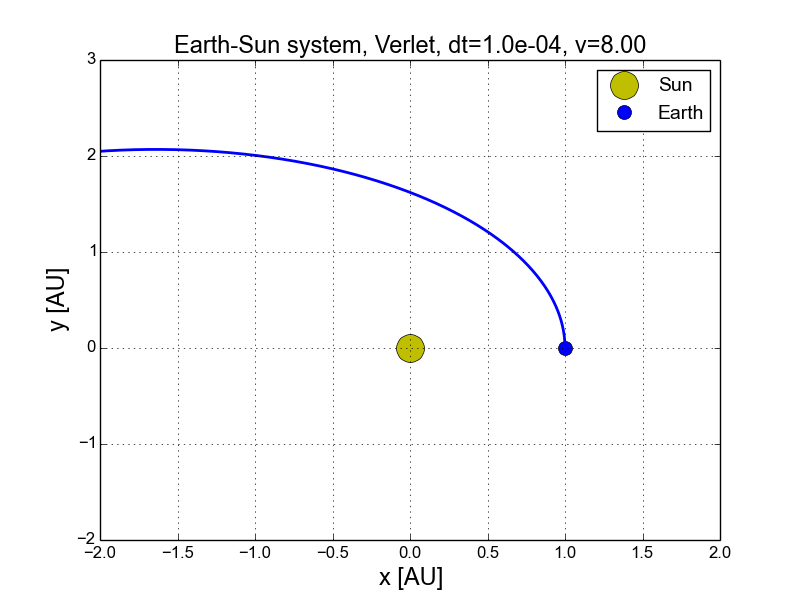 Earth-Sun system, Verlet, dt=1.0e-04, v=8.00
Sun
Earth
3
2
1
0
−1
−2
y [AU]
−2.0 −1.5 −1.0 −0.5 0.0 0.5 1.0 1.5 2.0
x [AU]